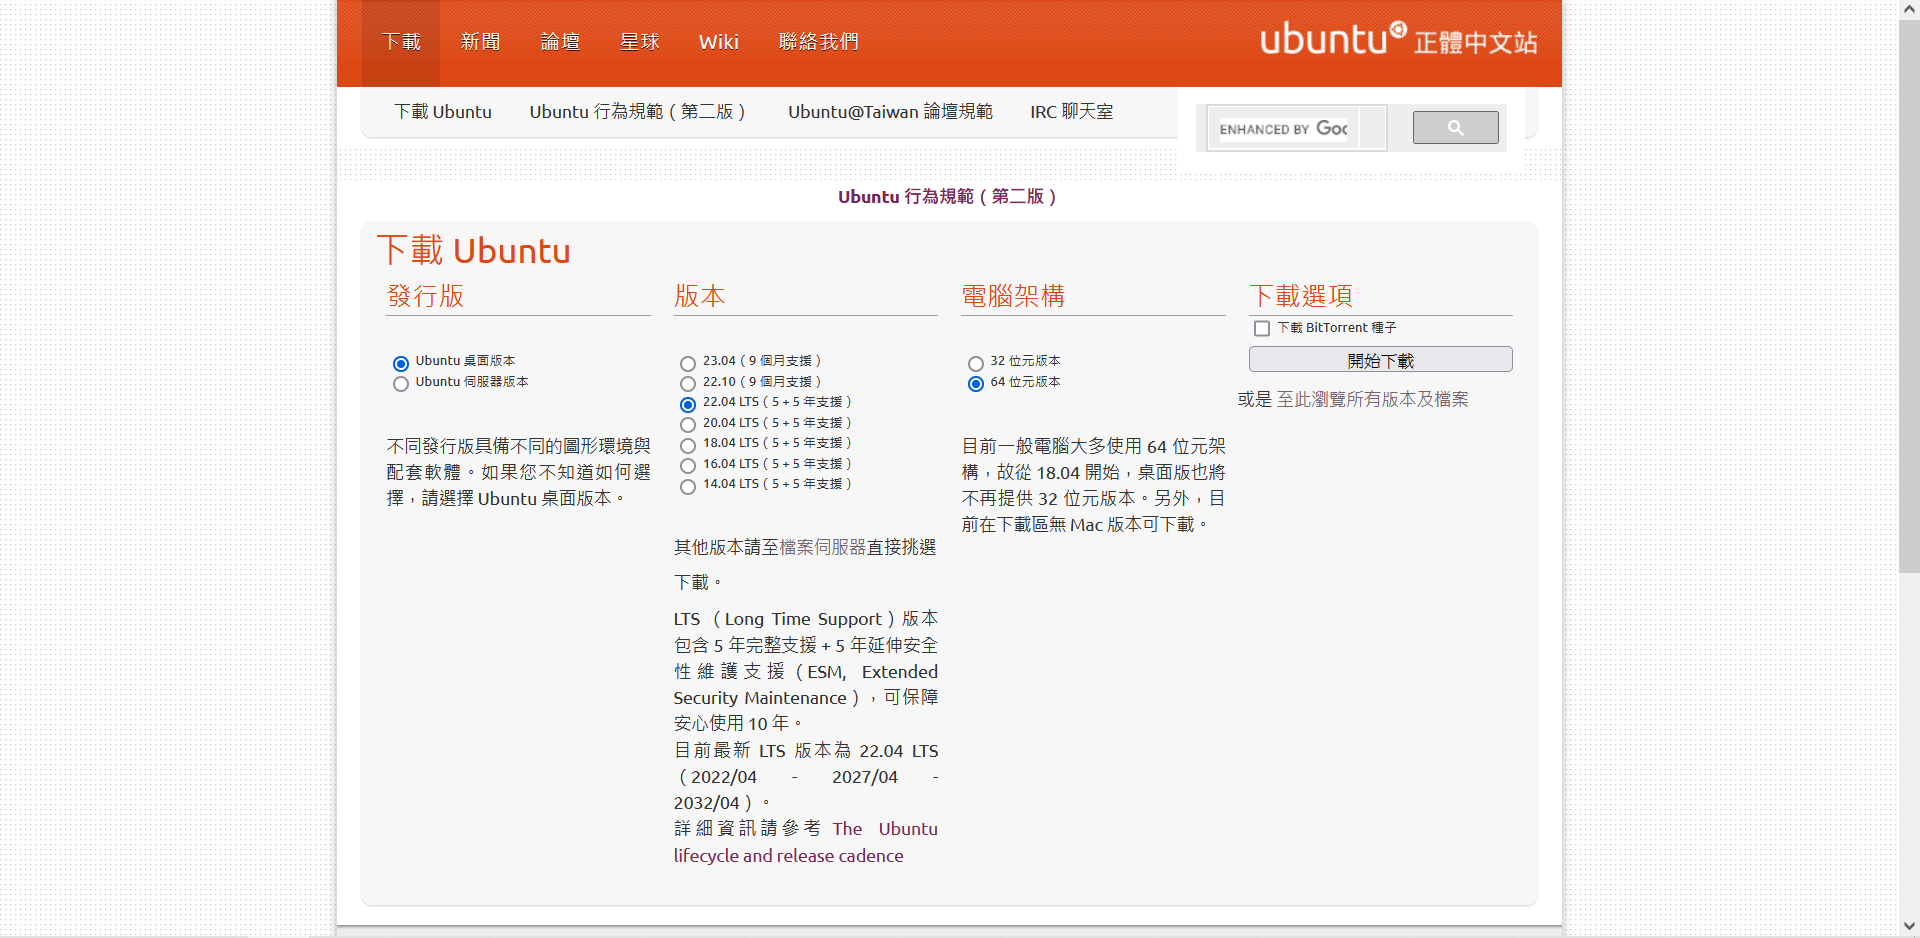 下載 新聞 論壇 星球 Wiki 聯絡我們
ubuntu 正體中文站
下載 Ubuntu Ubuntu 行為規範（第二版） Ubuntu@Taiwan 論壇規範 IRC 聊天室
ENHANCED BY Goo
Ubuntu 行為規範（第二版）
下載 Ubuntu
發行版
Ubuntu 桌面版本
Ubuntu 伺服器版本
不同發行版具備不同的圖形環境與
配套軟體。如果您不知道如何選
擇，請選擇 Ubuntu 桌面版本。
版本
23.04（9 個月支援）
22.10（9 個月支援）
22.04 LTS（5 + 5 年支援）
20.04 LTS（5 + 5 年支援）
18.04 LTS（5 + 5 年支援）
16.04 LTS（5 + 5 年支援）
14.04 LTS（5 + 5 年支援）
其他版本請至檔案伺服器直接挑選
下載。
LTS （Long Time Support）版本
包含 5 年完整支援 + 5 年延伸安全
性維護支援（ESM, Extended
Security Maintenance），可保障
安心使用 10 年。
目前最新 LTS 版本為 22.04 LTS
（2022/04 - 2027/04 -
2032/04）。
詳細資訊請參考 The Ubuntu
lifecycle and release cadence
電腦架構
32 位元版本
64 位元版本
目前一般電腦大多使用 64 位元架
構，故從 18.04 開始，桌面版也將
不再提供 32 位元版本。另外，目
前在下載區無 Mac 版本可下載。
下載選項
下載 BitTorrent 種子
開始下載
或是 至此瀏覽所有版本及檔案